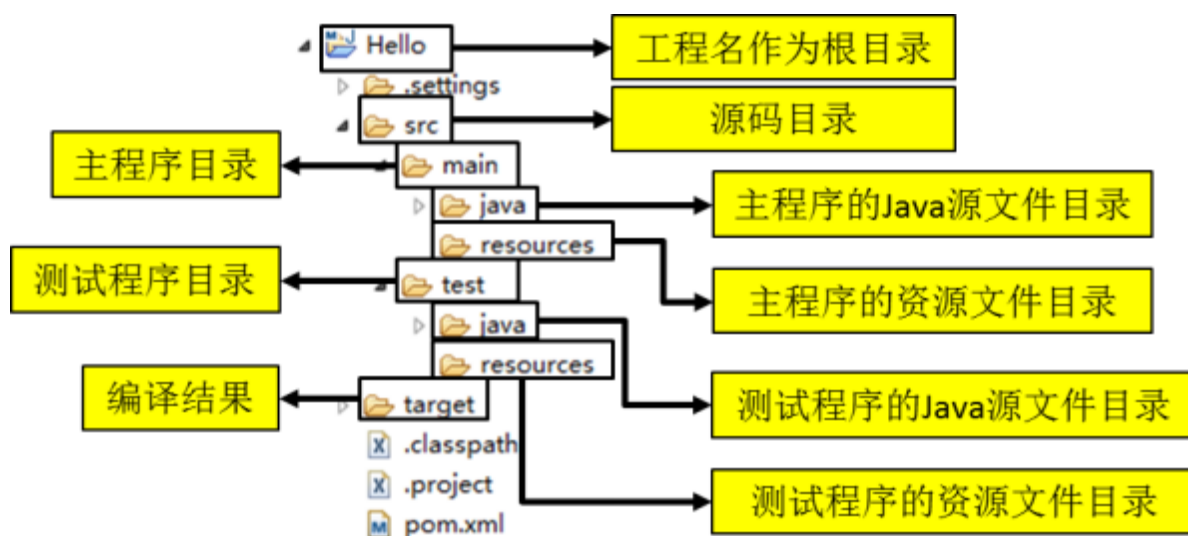 Hello
工程名作为根目录
.settings
src
源码目录
主程序目录
main
java
主程序的Java源文件目录
resources
测试程序目录
test
主程序的资源文件目录
java
resources
编译结果
target
测试程序的Java源文件目录
.classpath
.project
测试程序的资源文件目录
pom.xml